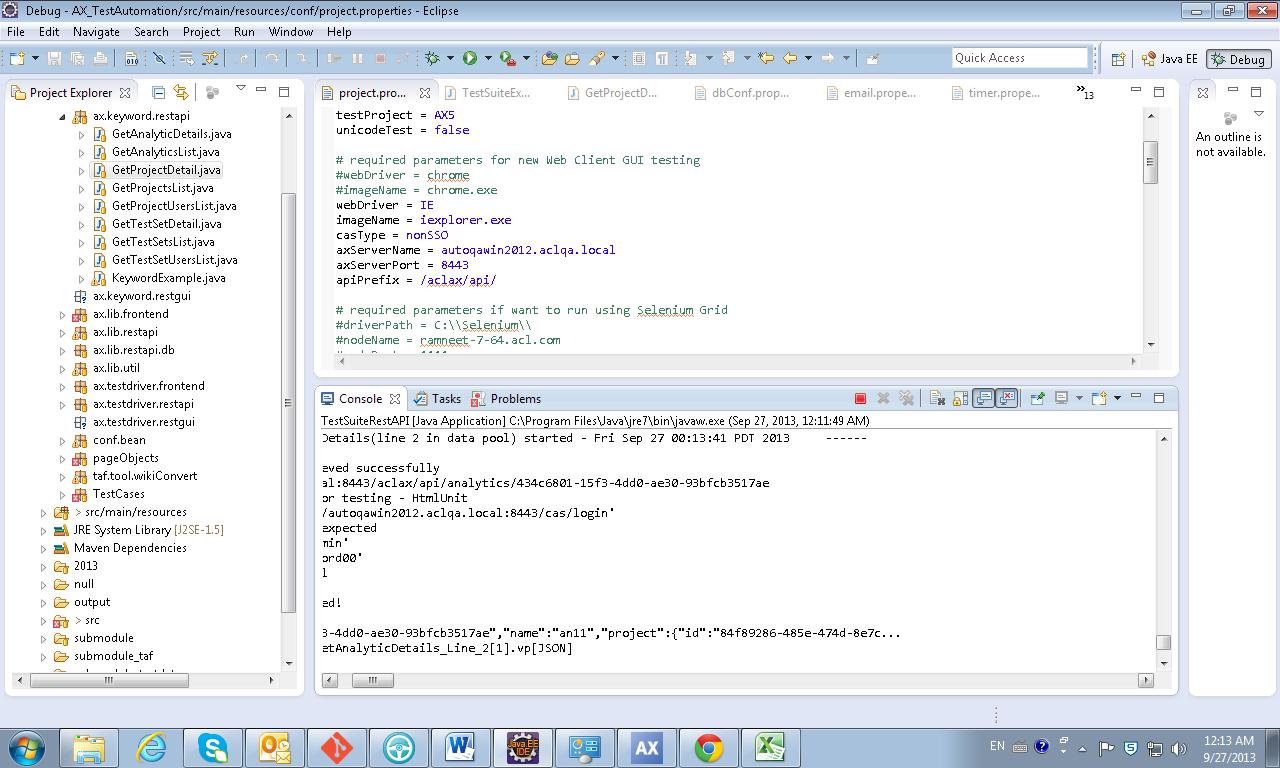 Debug - AX_TestAutomation/src/main/resources/conf/project.properties - Eclipse
File Edit Navigate Search Project Run Window Help
Quick Access
Java EE
Debug
Project Explorer
ax.keyword.restapi
GetAnalyticDetails.java
GetAnalyticsList.java
GetProjectDetail.java
GetProjectsList.java
GetProjectUsersList.java
GetTestSetDetail.java
GetTestSetsList.java
GetTestSetUsersList.java
KeywordExample.java
ax.keyword.restgui
ax.lib.frontend
ax.lib.restapi
ax.lib.restapi.db
ax.lib.util
ax.testdriver.frontend
ax.testdriver.restapi
ax.testdriver.restgui
conf.bean
pageObjects
taf.tool.wikiConvert
TestCases
> src/main/resources
JRE System Library [J2SE-1.5]
Maven Dependencies
2013
null
output
> src
submodule
submodule_taf
project.pro... TestSuiteEx... GetProjectD... dbConf.prop... email.prope... timer.prope... »13
testProject = AX5
unicodeTest = false
# required parameters for new Web Client GUI testing
#webDriver = chrome
#imageName = chrome.exe
webDriver = IE
imageName = iexplorer.exe
casType = nonSSO
axServerName = autoqawin2012.aclqa.local
axServerPort = 8443
apiPrefix = /aclax/api/
# required parameters if want to run using Selenium Grid
#driverPath = C:\\Selenium\\
#nodeName = ramneet-7-64.acl.com
An outline is
not available.
Console Tasks Problems
TestSuiteRestAPI [Java Application] C:\Program Files\Java\jre7\bin\javaw.exe (Sep 27, 2013, 12:11:49 AM)
Details(line 2 in data pool) started - Fri Sep 27 00:13:41 PDT 2013 ------
eved successfully
al:8443/aclax/api/analytics/434c6801-15f3-4dd0-ae30-93bfcb3517ae
or testing - HtmlUnit
/autoqawin2012.aclqa.local:8443/cas/login'
expected
min'
ord00'
l
ed!
3-4dd0-ae30-93bfcb3517ae","name":"an11","project":{"id":"84f89286-485e-474d-8e7c...
etAnalyticDetails_Line_2[1].vp[JSON]
W
Java EE IDE
AX
EN
12:13 AM
9/27/2013